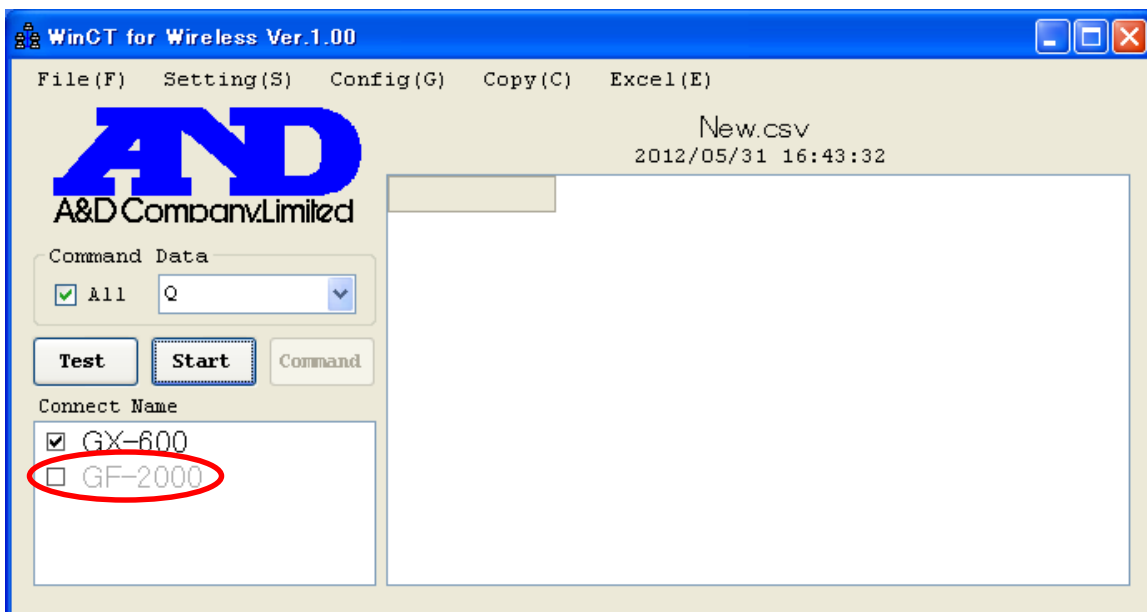 WinCT for Wireless Ver.1.00
File(F) Setting(S) Config(G) Copy(C) Excel(E)
AND
A&D Company,Limited
New.csv
2012/05/31 16:43:32
Command Data
All Q
Test Start Command
Connect Name
GX-600
GF-2000